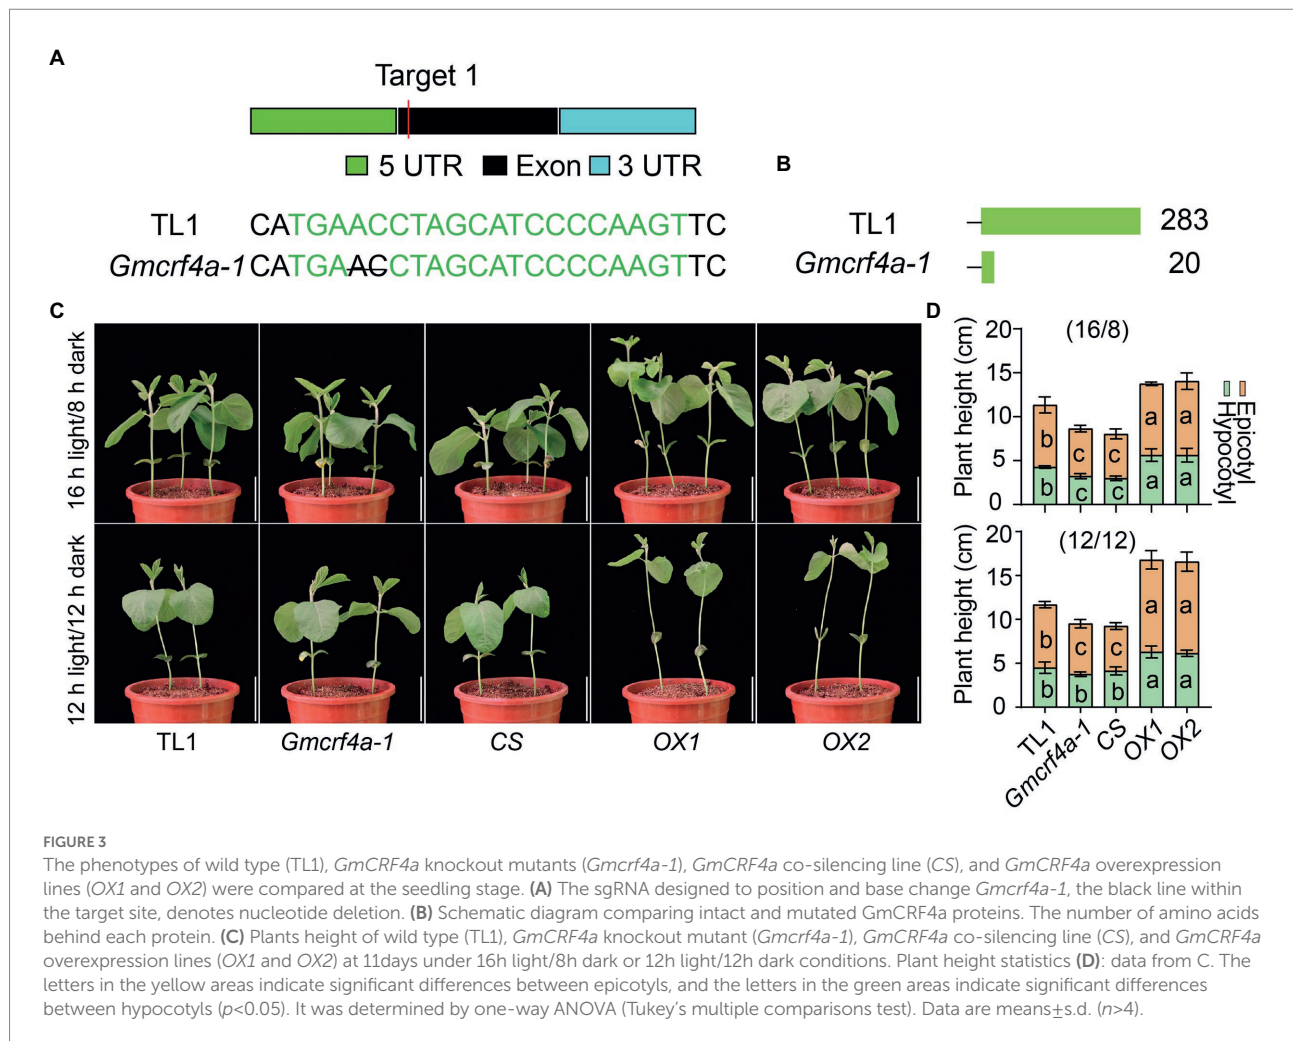 A
Target 1
5 UTR
Exon
3 UTR
TL1
CATGAACCTAGCATCCCCAAGTTC
Gmcrf4a-1
CATGAACCTAGCATCCCCAAGTTC
B
TL1
283
Gmcrf4a-1
20
C
16 h light/8 h dark
12 h light/12 h dark
TL1
Gmcrf4a-1
CS
OX1
OX2
D
Plant height (cm)
20
15
10
5
0
(16/8)
b
c
c
a
a
b
c
c
a
a
Epicotyl
Hypocotyl
Plant height (cm)
20
15
10
5
0
(12/12)
b
c
c
a
a
b
b
b
a
a
TL1
Gmcrf4a-1
CS
OX1
OX2
FIGURE 3
The phenotypes of wild type (TL1), GmCRF4a knockout mutants (Gmcrf4a-1), GmCRF4a co-silencing line (CS), and GmCRF4a overexpression
lines (OX1 and OX2) were compared at the seedling stage. (A) The sgRNA designed to position and base change Gmcrf4a-1, the black line within
the target site, denotes nucleotide deletion. (B) Schematic diagram comparing intact and mutated GmCRF4a proteins. The number of amino acids
behind each protein. (C) Plants height of wild type (TL1), GmCRF4a knockout mutant (Gmcrf4a-1), GmCRF4a co-silencing line (CS), and GmCRF4a
overexpression lines (OX1 and OX2) at 11days under 16h light/8h dark or 12h light/12h dark conditions. Plant height statistics (D): data from C. The
letters in the yellow areas indicate significant differences between epicotyls, and the letters in the green areas indicate significant differences
between hypocotyls (p<0.05). It was determined by one-way ANOVA (Tukey's multiple comparisons test). Data are means±s.d. (n>4).